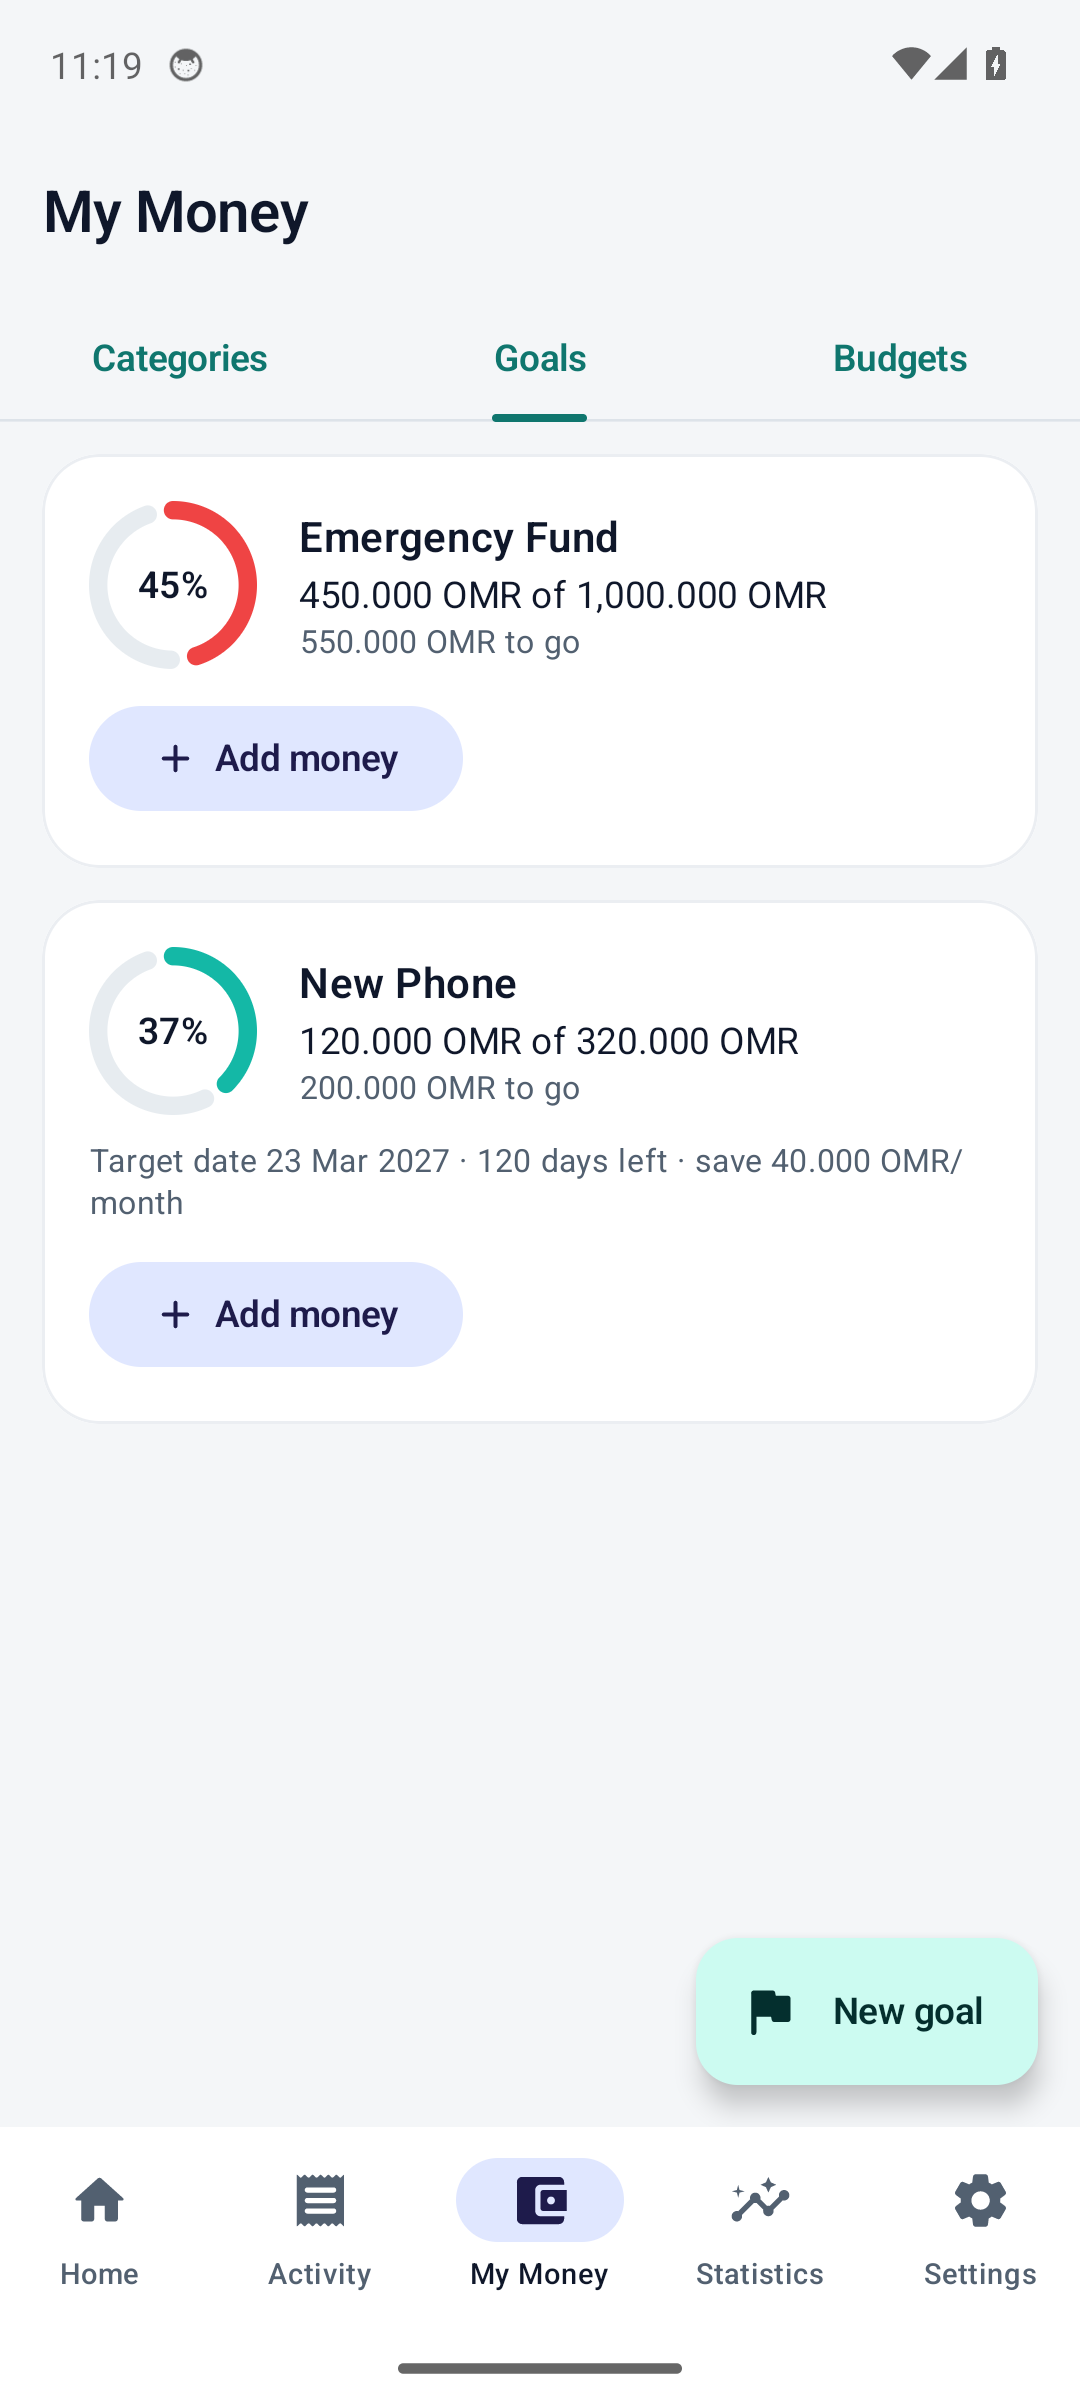 11:19
My Money
Categories
Goals
Budgets
45%
Emergency Fund
450.000 OMR of 1,000.000 OMR
550.000 OMR to go
Add money
37%
New Phone
120.000 OMR of 320.000 OMR
200.000 OMR to go
Target date 23 Mar 2027 · 120 days left · save 40.000 OMR/
month
Add money
New goal
Home
Activity
My Money
Statistics
Settings